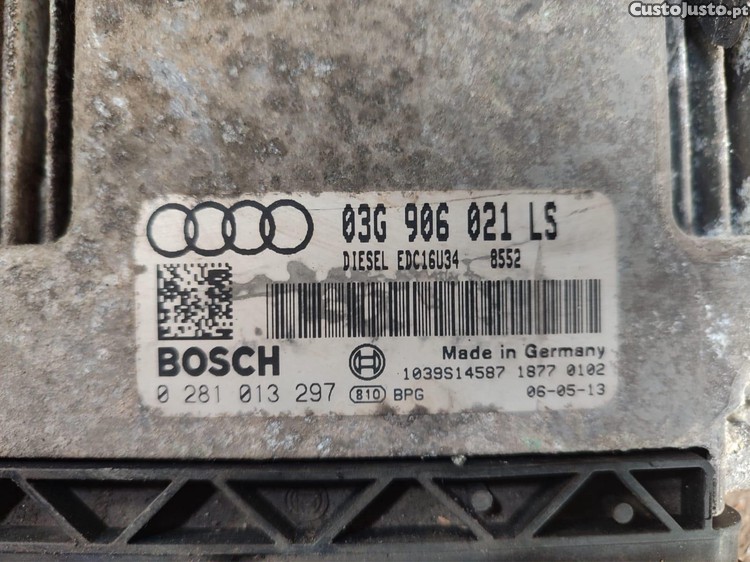 CustoJusto.pt
03G 906 021 LS
DIESEL EDC16U34 8552
BOSCH
Made in Germany
1039S14587 1877 0102
0 281 013 297 810 BPG 06-05-13